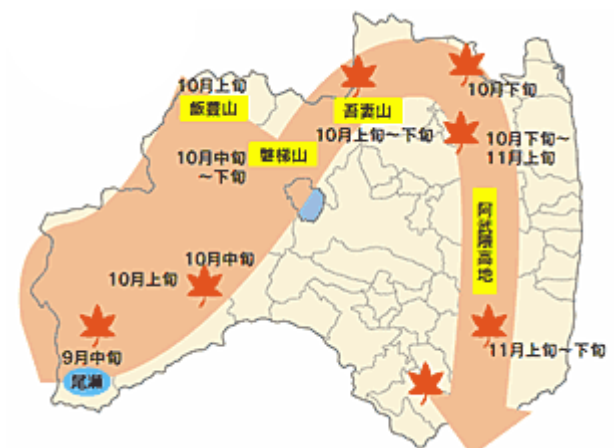 10月上旬
飯豊山
10月中旬
～下旬
磐梯山
吾妻山
10月上旬～下旬
10月下旬
10月下旬～
11月上旬
阿武隈高地
10月中旬
10月上旬
9月中旬
尾瀬
11月上旬～下旬